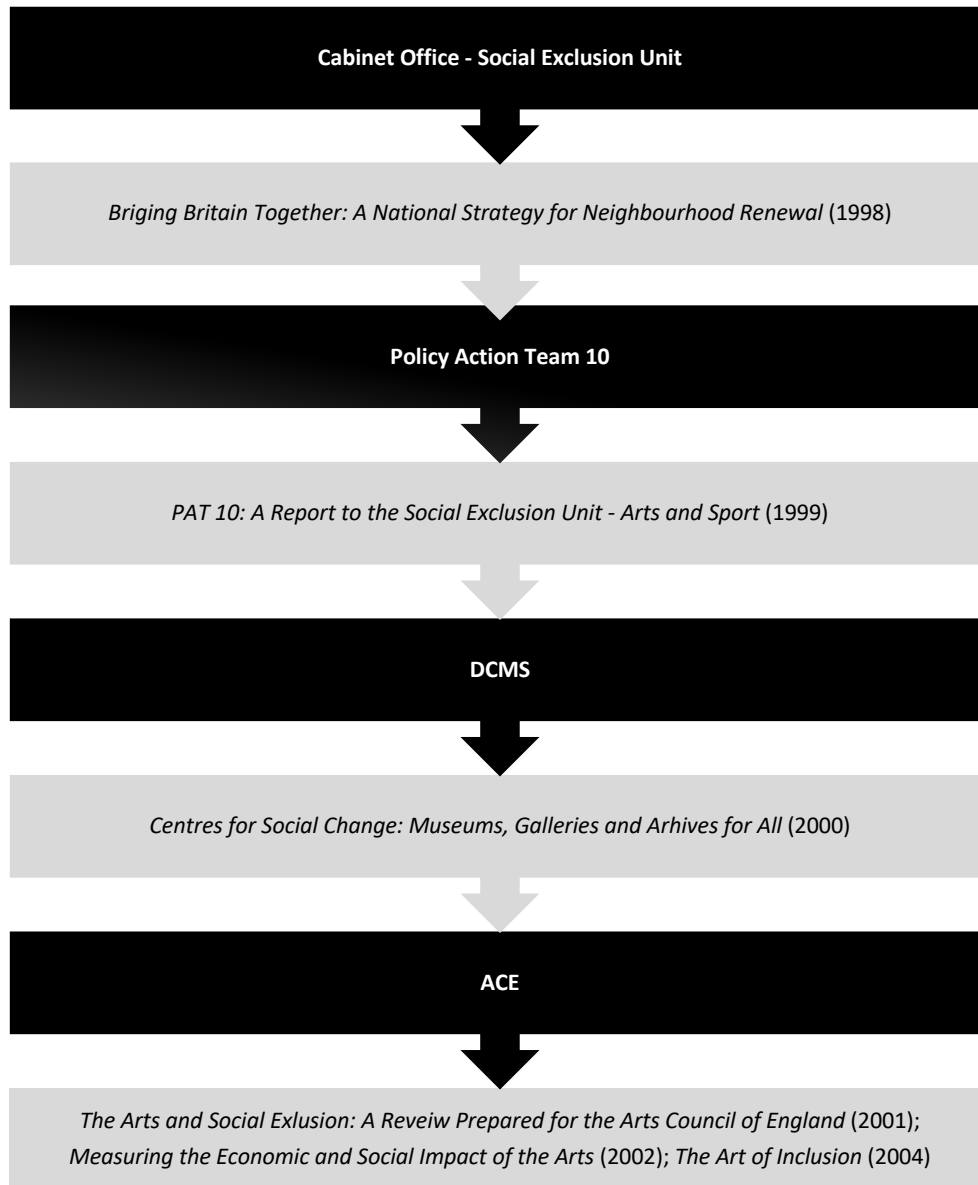 Cabinet Office - Social Exclusion Unit
Briging Britain Together: A National Strategy for Neighbourhood Renewal (1998)
Policy Action Team 10
PAT 10: A Report to the Social Exclusion Unit - Arts and Sport (1999)
DCMS
Centres for Social Change: Museums, Galleries and Arhives for All (2000)
ACE
The Arts and Social Exlusion: A Reveiw Prepared for the Arts Council of England (2001);
Measuring the Economic and Social Impact of the Arts (2002); The Art of Inclusion (2004)